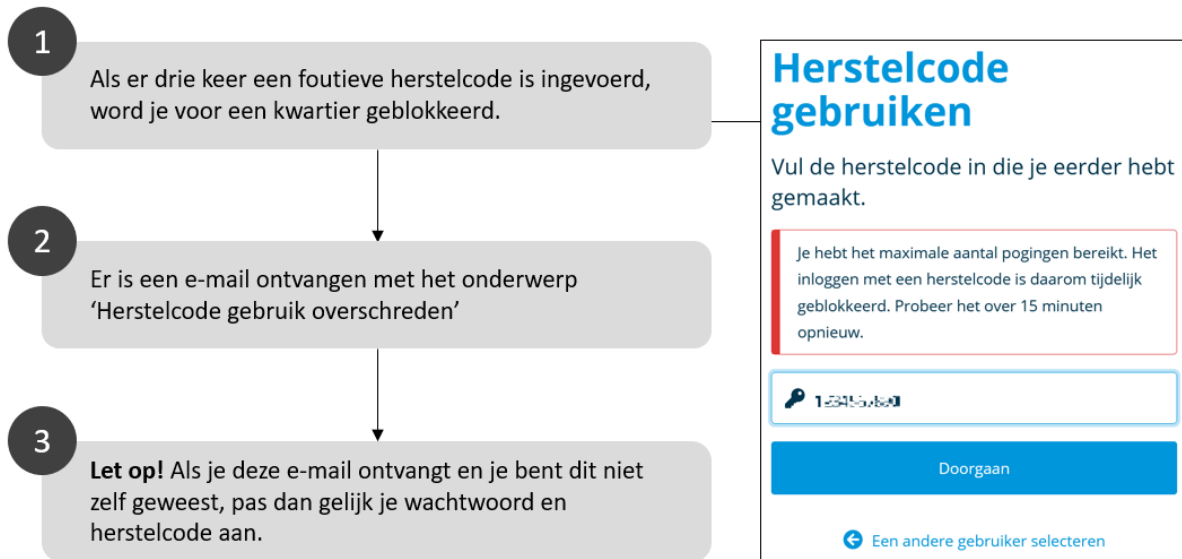 1
Als er drie keer een foutieve herstelcode is ingevoerd,
word je voor een kwartier geblokkeerd.
2
Er is een e-mail ontvangen met het onderwerp
‘Herstelcode gebruik overschreden’
3
Let op! Als je deze e-mail ontvangt en je bent dit niet
zelf geweest, pas dan gelijk je wachtwoord en
herstelcode aan.
Herstelcode
gebruiken
Vul de herstelcode in die je eerder hebt
gemaakt.
Je hebt het maximale aantal pogingen bereikt. Het
inloggen met een herstelcode is daarom tijdelijk
geblokkeerd. Probeer het over 15 minuten
opnieuw.
Doorgaan
Een andere gebruiker selecteren